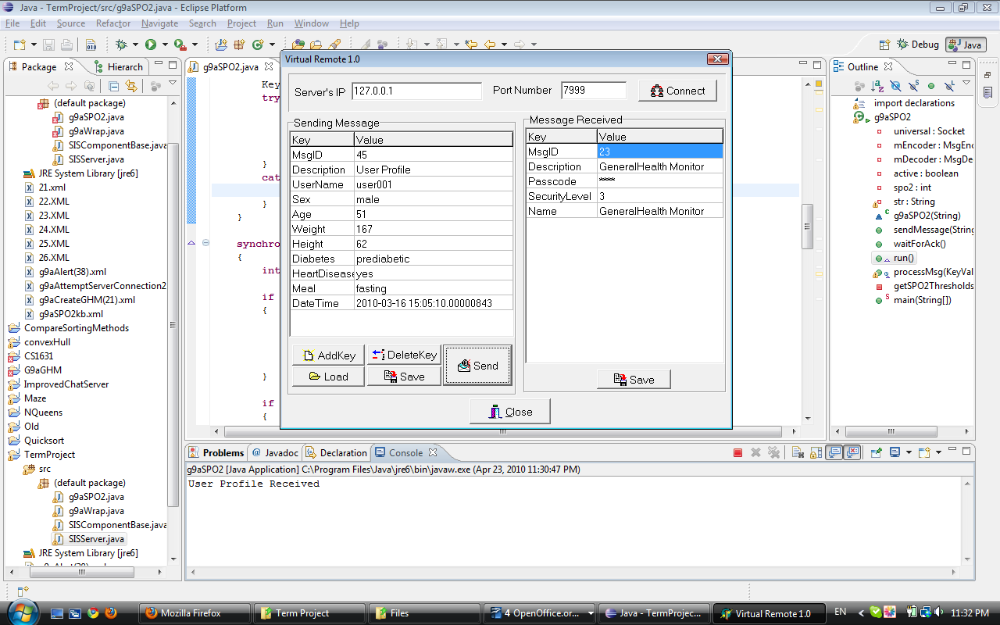 Java - TermProject/src/g9aSPO2.java - Eclipse Platform
File Edit Source Refactor Navigate Search Project Run Window Help
Debug Java
Package Hierarch
(default package)
g9aSPO2.java
g9aWrap.java
SISComponentBase.java
SISServer.java
JRE System Library [jre6]
21.xml
22.XML
23.XML
24.XML
25.XML
26.XML
g9aAlert(38).xml
g9aAttemptServerConnection2
g9aCreateGHM(21).xml
g9aSPO2kb.xml
CompareSortingMethods
convexHull
CS1631
G9aGHM
ImprovedChatServer
Maze
NQueens
Old
Quicksort
TermProject
src
(default package)
g9aSPO2.java
g9aWrap.java
SISComponentBase.java
SISServer.java
JRE System Library [jre6]
g9aSPO2.java
Key
try
}
cat
}
}
synchro
{
int
if
{
}
if
{
Virtual Remote 1.0
Server's IP 127.0.0.1 Port Number 7999 Connect
Sending Message
Key Value
MsgID 45
Description User Profile
UserName user001
Sex male
Age 51
Weight 167
Height 62
Diabetes prediabetic
HeartDisease yes
Meal fasting
DateTime 2010-03-16 15:05:10.00000843
AddKey DeleteKey Send
Load Save
Message Received
Key Value
MsgID 23
Description GeneralHealth Monitor
Passcode ****
SecurityLevel 3
Name GeneralHealth Monitor
Save
Close
Outline
import declarations
g9aSPO2
universal : Socket
mEncoder : MsgEnc
mDecoder : MsgDe
active : boolean
spo2 : int
str : String
g9aSPO2(String)
sendMessage(String
waitForAck()
run()
processMsg(KeyVal
getSPO2Thresholds
main(String[])
Problems Javadoc Declaration Console
g9aSPO2 [Java Application] C:\Program Files\Java\jre6\bin\javaw.exe (Apr 23, 2010 11:30:47 PM)
User Profile Received
Mozilla Firefox Term Project Files 4 OpenOffice.or... Java - TermProjec... Virtual Remote 1.0 EN 11:32 PM